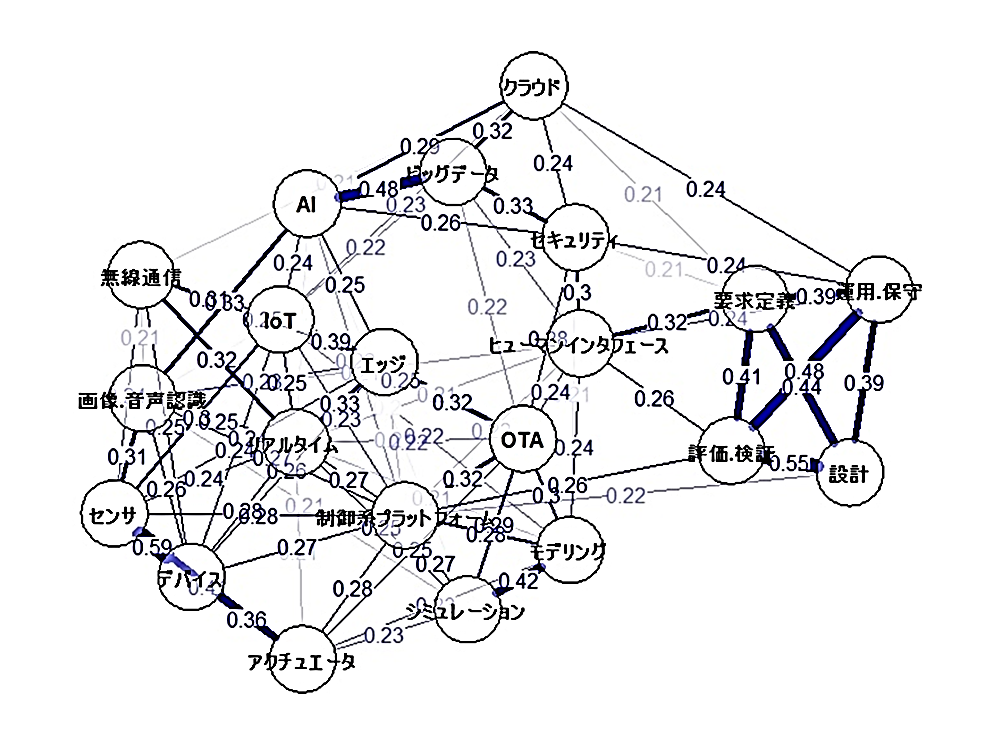 クラウド
0.32
0.29
ビッグデータ
0.24
0.48
0.21
0.24
AI
0.23
0.33
0.26
セキュリティ
0.22
0.23
0.21
0.24
無線通信
0.24
0.25
0.3
要求定義
0.39
運用.保守
0.33
IoT
0.22
0.32
0.24
0.21
0.39
エッジ
ヒューマンインタフェース
0.32
0.25
0.25
0.41
0.48
0.44
0.39
画像.音声認識
0.33
0.32
0.24
0.26
0.25
0.23
リアルタイム
0.22
OTA
0.24
評価.検証
0.31
0.24
0.27
0.32
0.26
0.55
設計
0.26
センサ
0.28
0.28
制御系プラットフォーム
0.29
0.28
0.22
0.21
0.59
0.27
0.25
0.27
モデリング
デバイス
0.28
0.42
0.36
シミュレーション
0.23
アクチュエータ